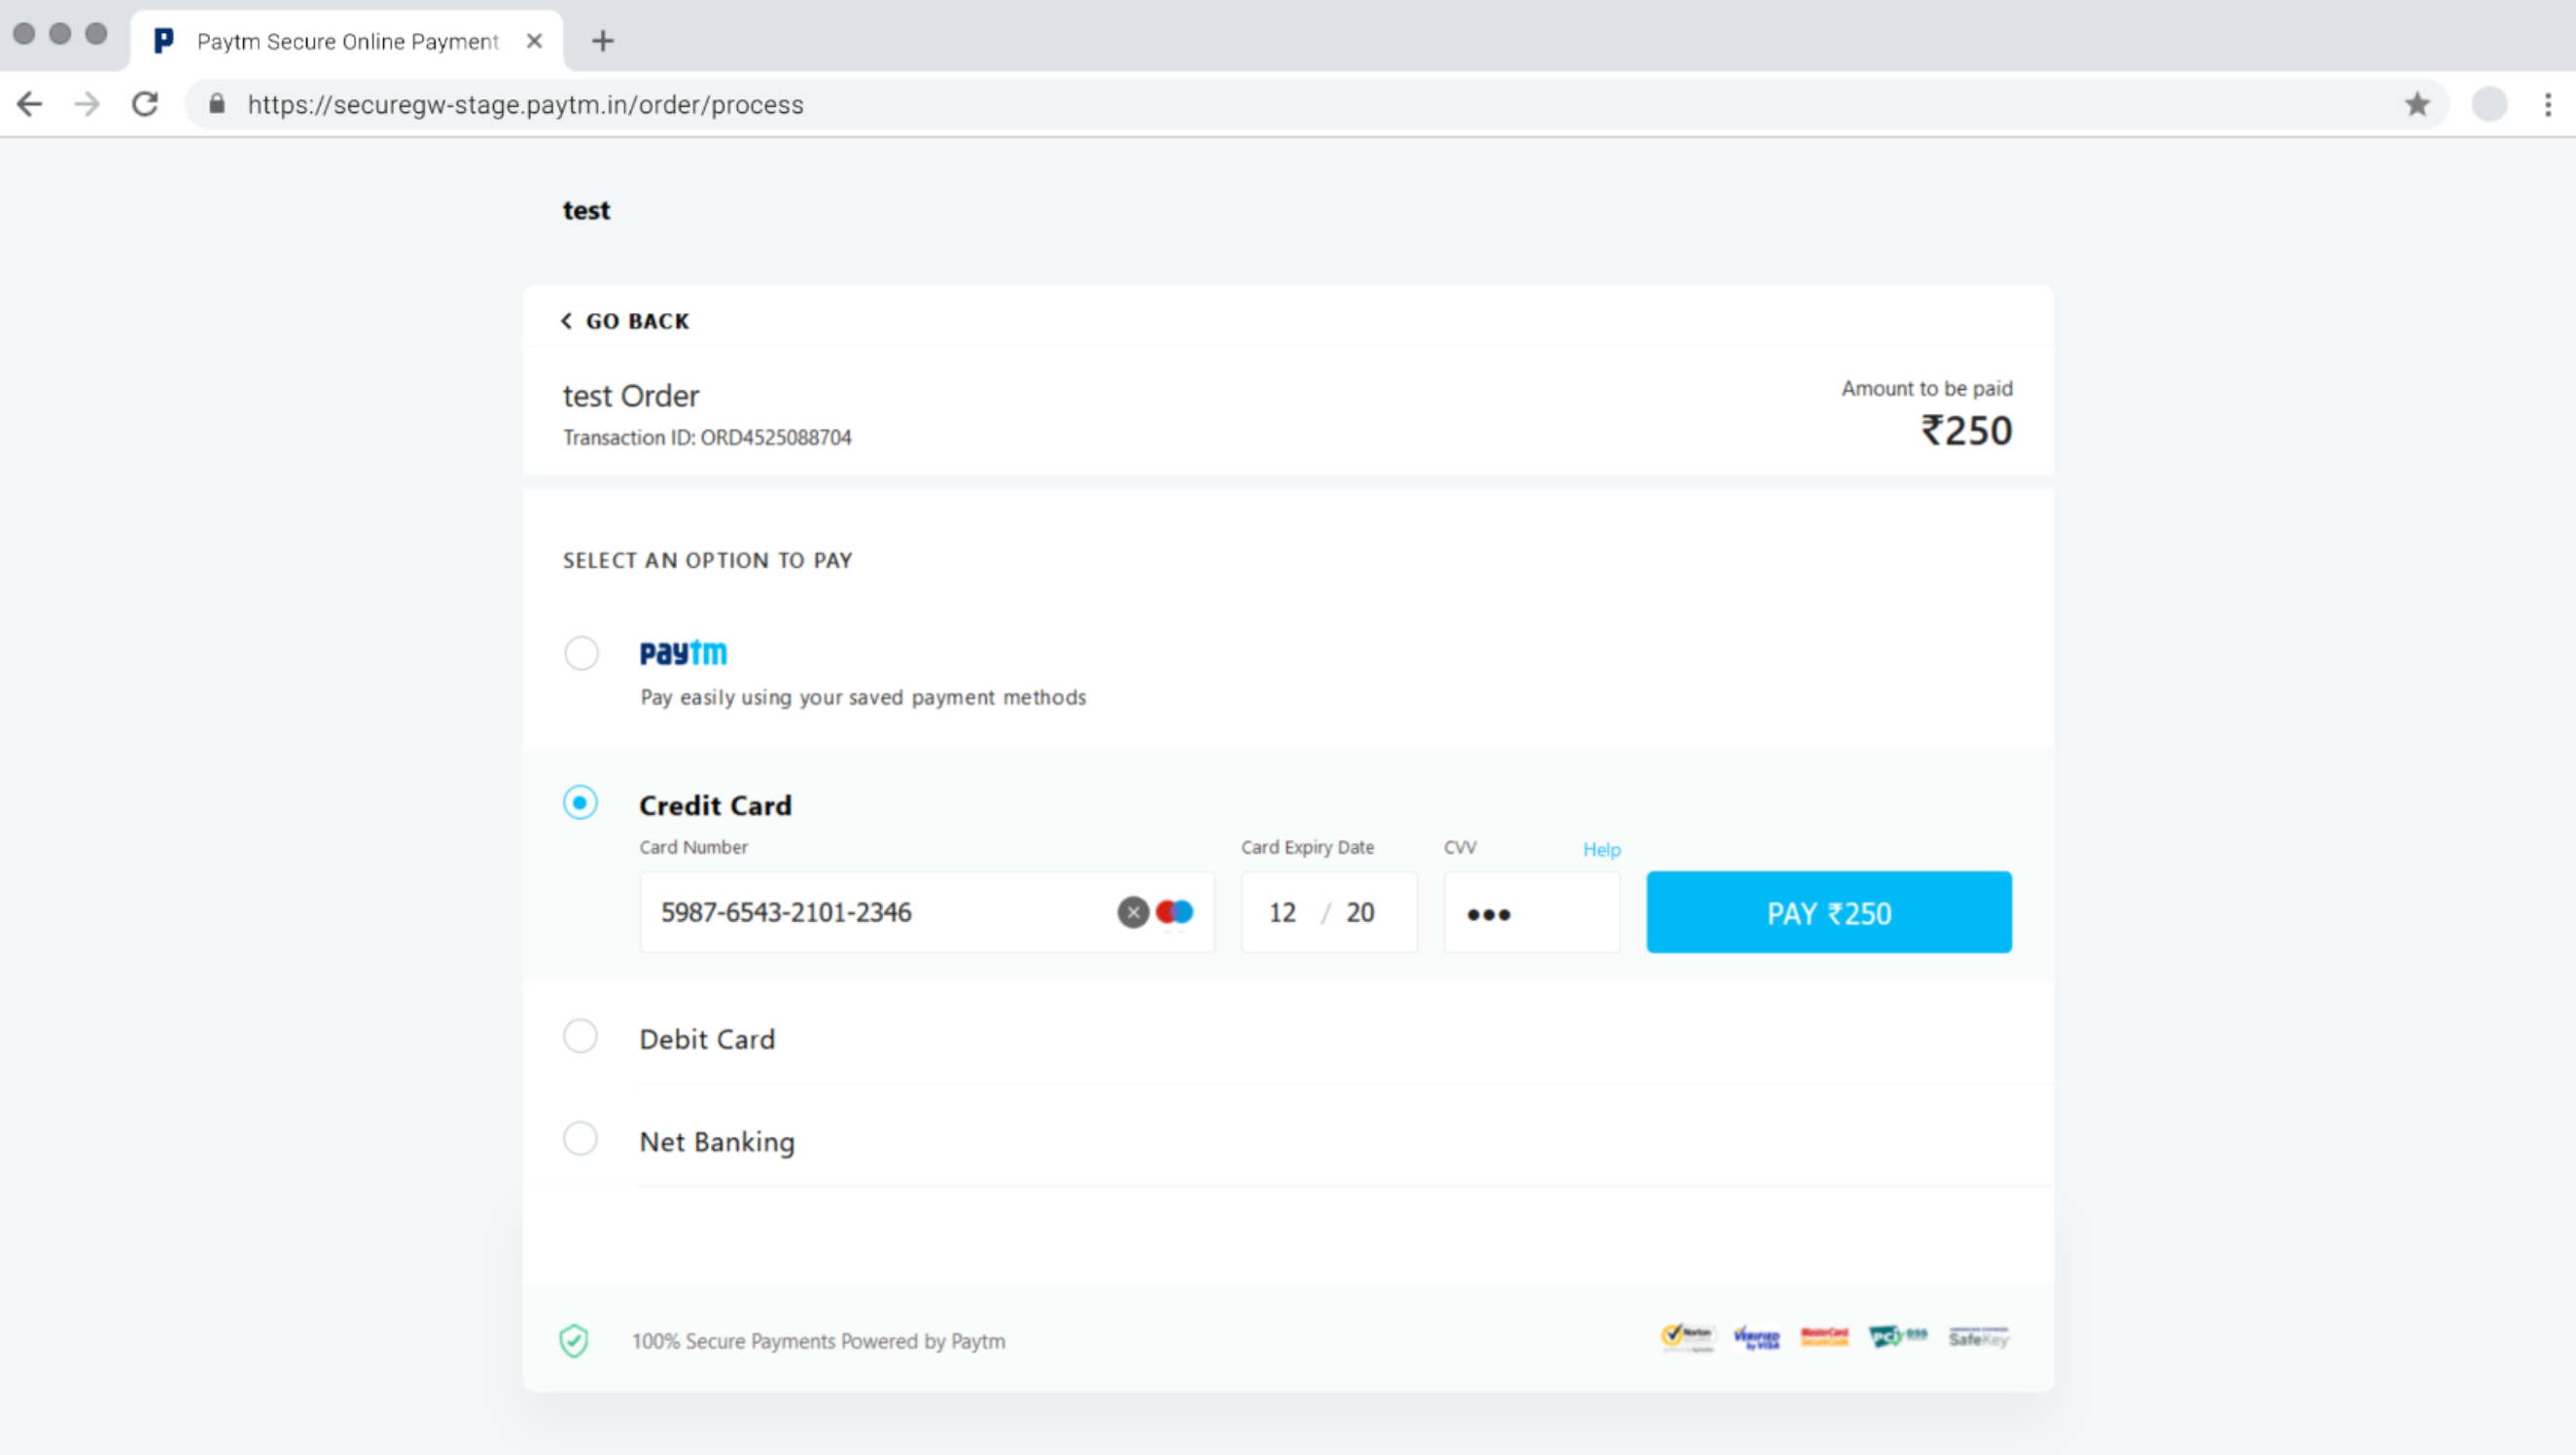 Paytm Secure Online Payment
https://securegw-stage.paytm.in/order/process
test
GO BACK
test Order
Amount to be paid
Transaction ID: ORD4525088704
₹250
SELECT AN OPTION TO PAY
paytm
Pay easily using your saved payment methods
Credit Card
Card Number
Card Expiry Date
CVV
Help
5987-6543-2101-2346
12 / 20
PAY ₹250
Debit Card
Net Banking
100% Secure Payments Powered by Paytm
Norton
VERIFIED
by VISA
MasterCard
SecureCode
PCI DSS
AMERICAN EXPRESS
SafeKey